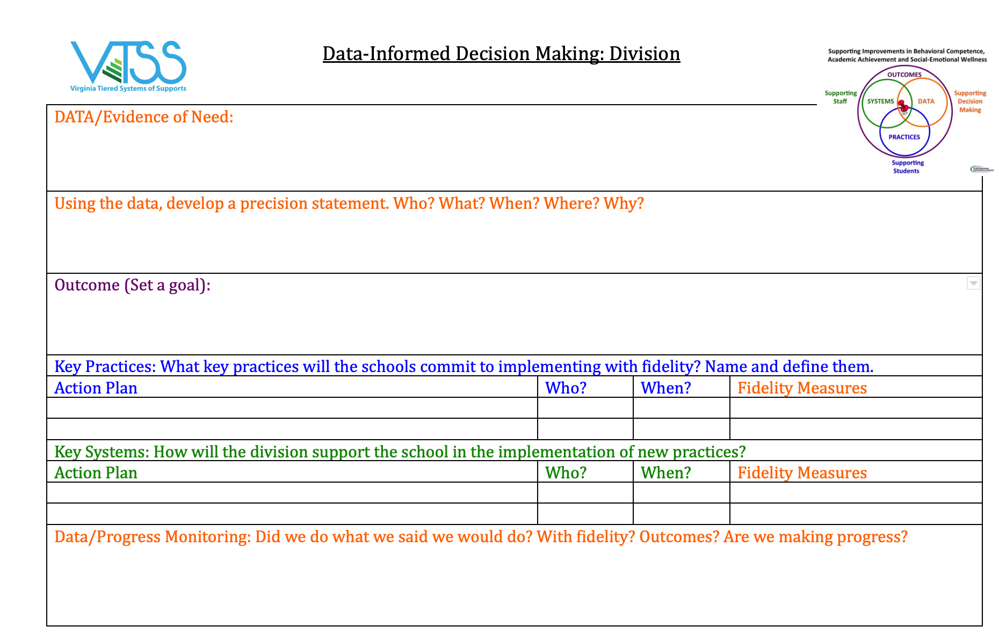 VTSS
Virginia Tiered Systems of Supports
Data-Informed Decision Making: Division
Supporting Improvements in Behavioral Competence,
Academic Achievement and Social-Emotional Wellness
OUTCOMES
Supporting
Staff
SYSTEMS
DATA
Supporting
Decision
Making
PRACTICES
Supporting
Students
DATA/Evidence of Need:
Using the data, develop a precision statement. Who? What? When? Where? Why?
Outcome (Set a goal):
Key Practices: What key practices will the schools commit to implementing with fidelity? Name and define them.
Action Plan Who? When? Fidelity Measures
Key Systems: How will the division support the school in the implementation of new practices?
Action Plan Who? When? Fidelity Measures
Data/Progress Monitoring: Did we do what we said we would do? With fidelity? Outcomes? Are we making progress?